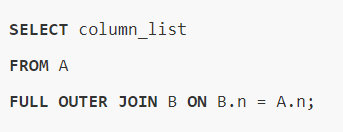 SELECT column_list
FROM A
FULL OUTER JOIN B ON B.n = A.n;